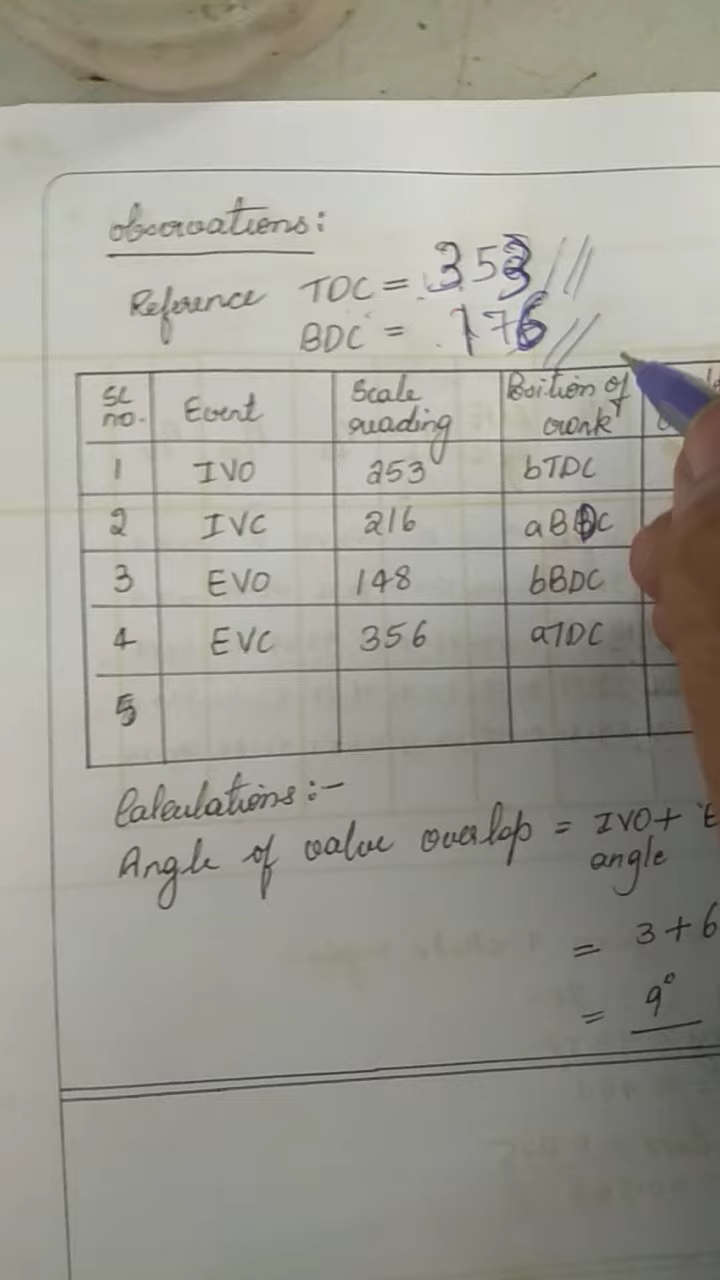 Observations:
Reference TDC = 353
BDC = 176
SL no. Event Scale reading Position of crank
1 IVO 253 bTDC
2 IVC 216 aBDC
3 EVO 148 bBDC
4 EVC 356 aTDC
5
Calculations :-
Angle of valve overlap = IVO +
angle
= 3 + 6
= 9°